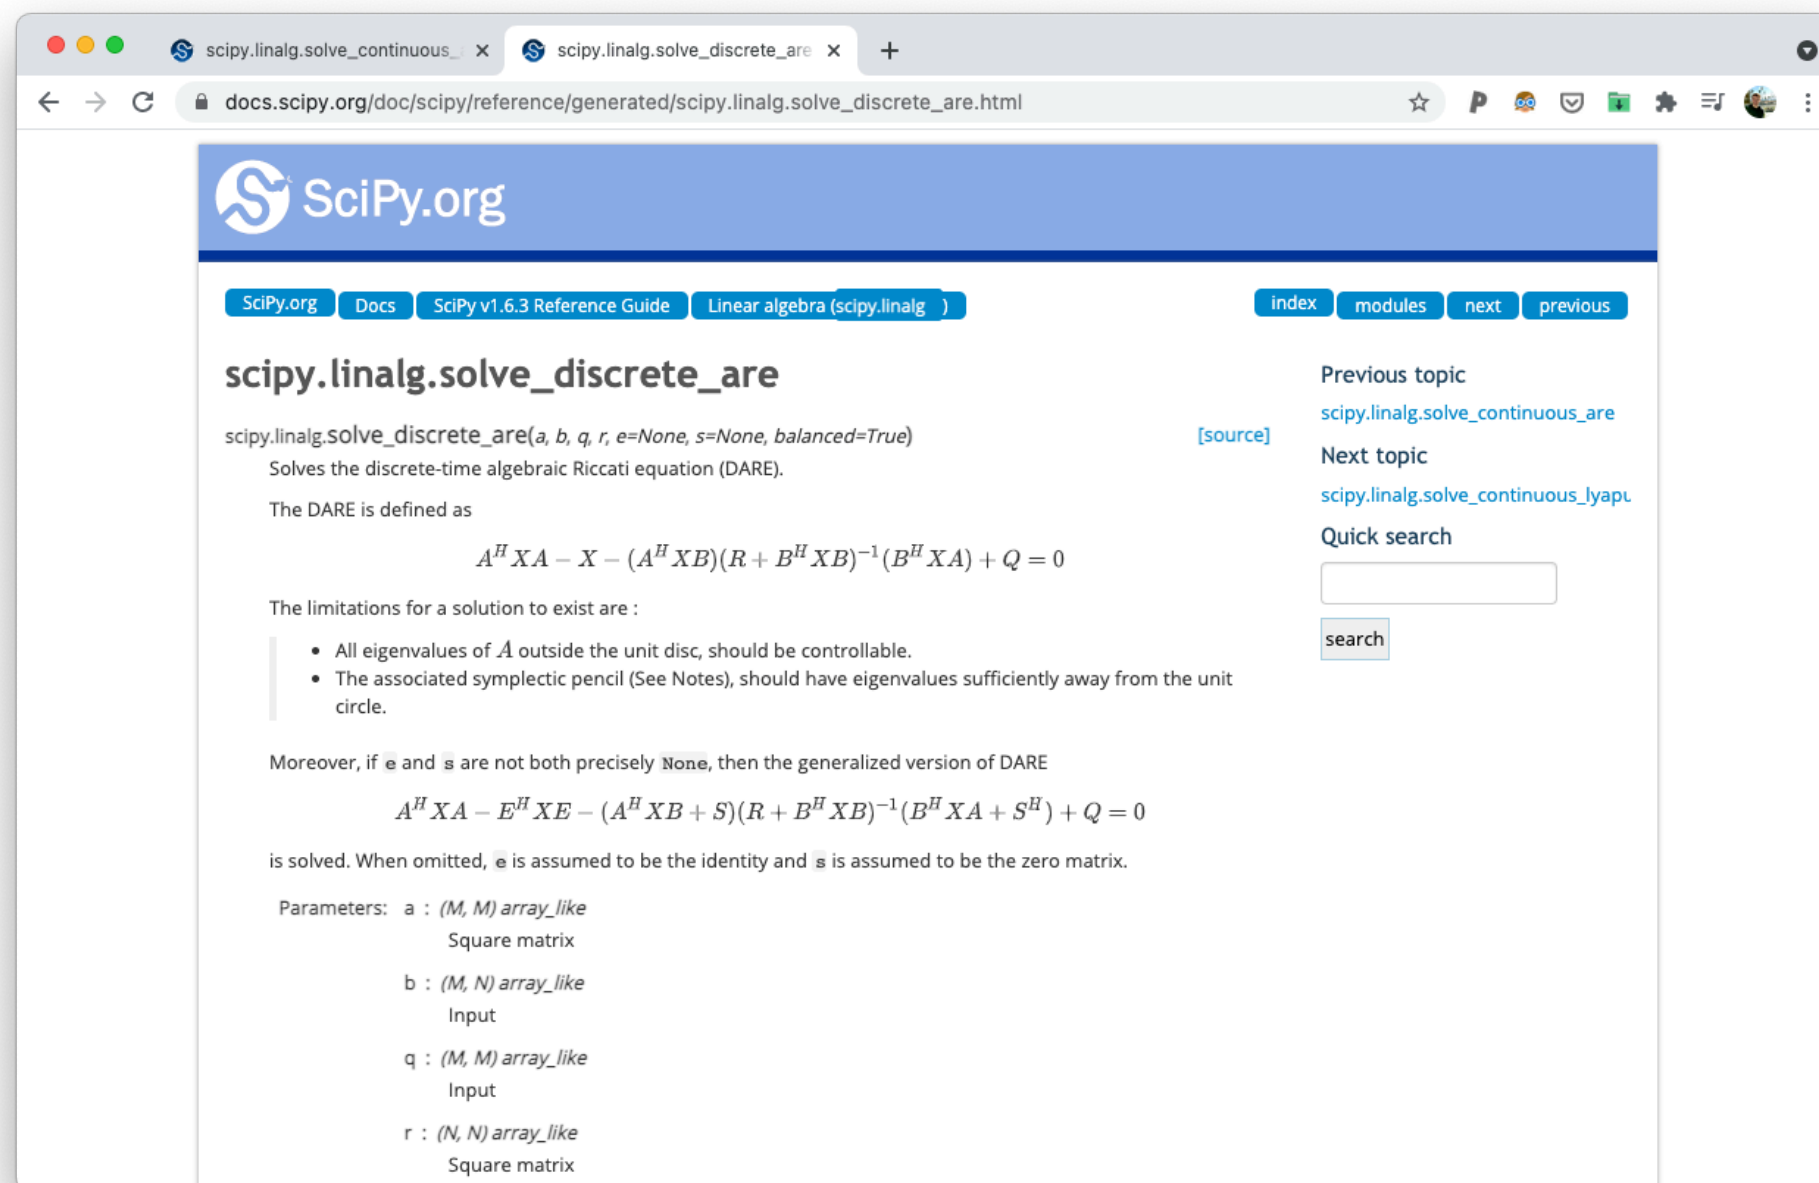 scipy.linalg.solve_continuous_
scipy.linalg.solve_discrete_are
docs.scipy.org/doc/scipy/reference/generated/scipy.linalg.solve_discrete_are.html
SciPy.org
SciPy.org Docs SciPy v1.6.3 Reference Guide Linear algebra (scipy.linalg ) index modules next previous
scipy.linalg.solve_discrete_are
scipy.linalg.solve_discrete_are(a, b, q, r, e=None, s=None, balanced=True) [source]
Solves the discrete-time algebraic Riccati equation (DARE).
The DARE is defined as
A^H XA − X − (A^H XB)(R + B^H XB)^−1 (B^H XA) + Q = 0
The limitations for a solution to exist are :
• All eigenvalues of A outside the unit disc, should be controllable.
• The associated symplectic pencil (See Notes), should have eigenvalues sufficiently away from the unit
circle.
Moreover, if e and s are not both precisely None, then the generalized version of DARE
A^H XA − E^H XE − (A^H XB + S)(R + B^H XB)^−1 (B^H XA + S^H) + Q = 0
is solved. When omitted, e is assumed to be the identity and s is assumed to be the zero matrix.
Parameters: a : (M, M) array_like
Square matrix
b : (M, N) array_like
Input
q : (M, M) array_like
Input
r : (N, N) array_like
Square matrix
Previous topic
scipy.linalg.solve_continuous_are
Next topic
scipy.linalg.solve_continuous_lyapu
Quick search
search